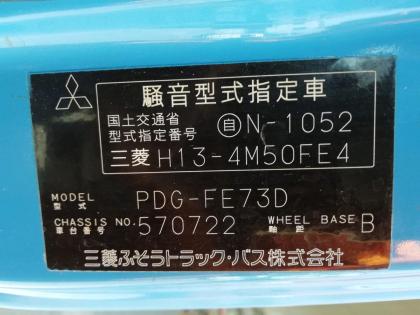 騒音型式指定車
国土交通省
型式指定番号 自 N-1052
三菱 H13-4M50FE4
MODEL
型式 PDG-FE73D
CHASSIS NO.
車台番号 570722 WHEEL BASE
軸距 B
三菱ふそうトラック・バス株式会社